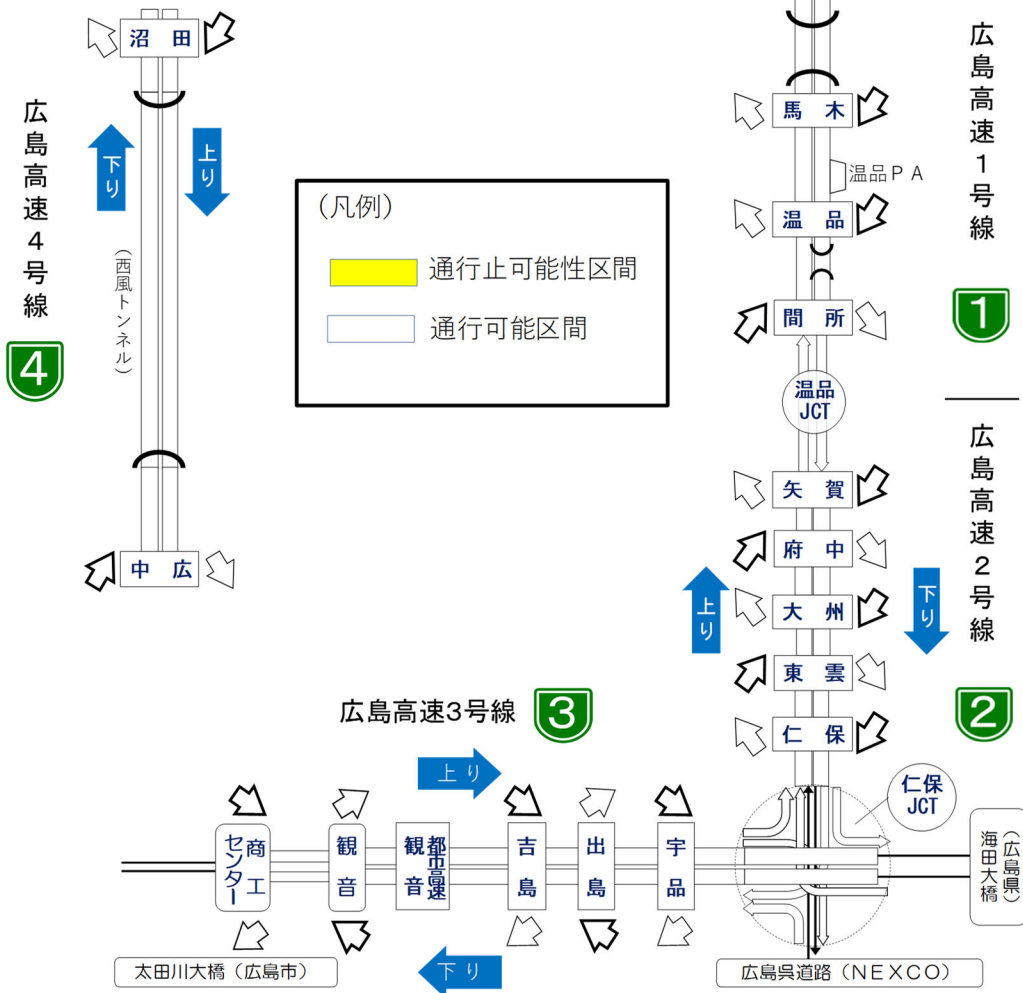 沼田
広島高速４号線
4
下り
上り
（西風トンネル）
中広
（凡例）
通行止可能性区間
通行可能区間
広島高速１号線
1
馬木
温品ＰＡ
温品
間所
温品
JCT
広島高速２号線
2
矢賀
府中
大州
東雲
仁保
上り
下り
仁保
JCT
広島高速3号線
3
上り
商工
センター
観音
都市高速
観音
吉島
出島
宇品
下り
太田川大橋（広島市）
広島呉道路（ＮＥＸＣＯ）
海田大橋
（広島県）